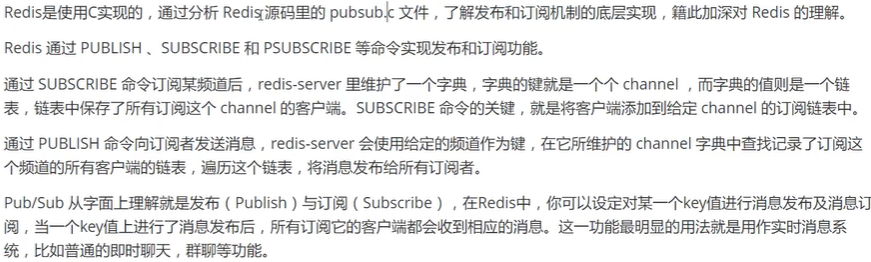 Redis是使用C实现的，通过分析 Redis 源码里的 pubsub.c 文件，了解发布和订阅机制的底层实现，籍此加深对 Redis 的理解。
Redis 通过 PUBLISH 、SUBSCRIBE 和 PSUBSCRIBE 等命令实现发布和订阅功能。
通过 SUBSCRIBE 命令订阅某频道后，redis-server 里维护了一个字典，字典的键就是一个个 channel ，而字典的值则是一个链
表，链表中保存了所有订阅这个 channel 的客户端。SUBSCRIBE 命令的关键，就是将客户端添加到给定 channel 的订阅链表中。
通过 PUBLISH 命令向订阅者发送消息，redis-server 会使用给定的频道作为键，在它所维护的 channel 字典中查找记录了订阅这
个频道的所有客户端的链表，遍历这个链表，将消息发布给所有订阅者。
Pub/Sub 从字面上理解就是发布（Publish）与订阅（Subscribe），在Redis中，你可以设定对某一个key值进行消息发布及消息订
阅，当一个key值上进行了消息发布后，所有订阅它的客户端都会收到相应的消息。这一功能最明显的用法就是用作实时消息系
统，比如普通的即时聊天，群聊等功能。